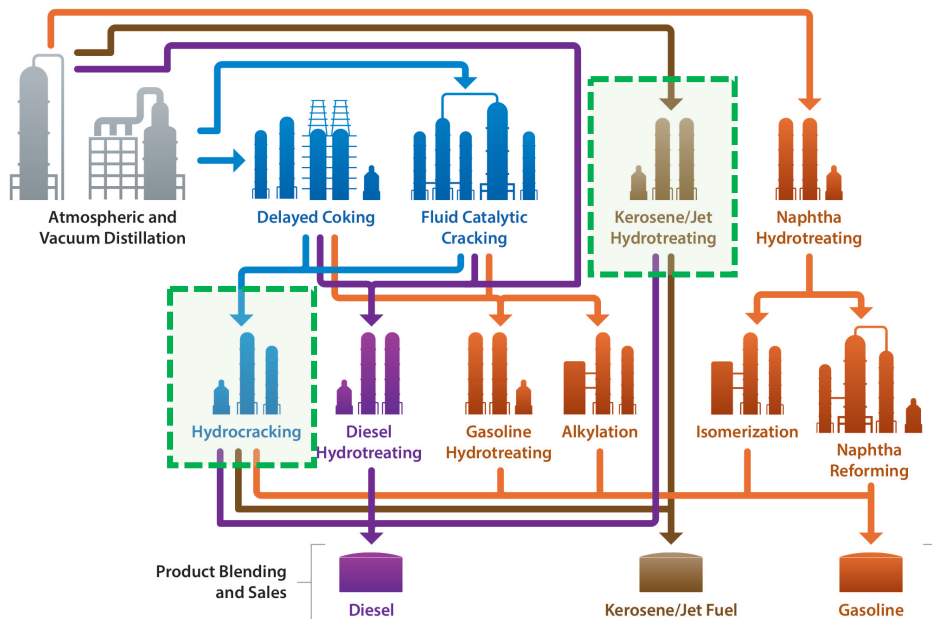 Atmospheric and
Vacuum Distillation
Delayed Coking
Fluid Catalytic
Cracking
Kerosene/Jet
Hydrotreating
Naphtha
Hydrotreating
Hydrocracking
Diesel
Hydrotreating
Gasoline
Hydrotreating
Alkylation
Isomerization
Naphtha
Reforming
Product Blending
and Sales
Diesel
Kerosene/Jet Fuel
Gasoline